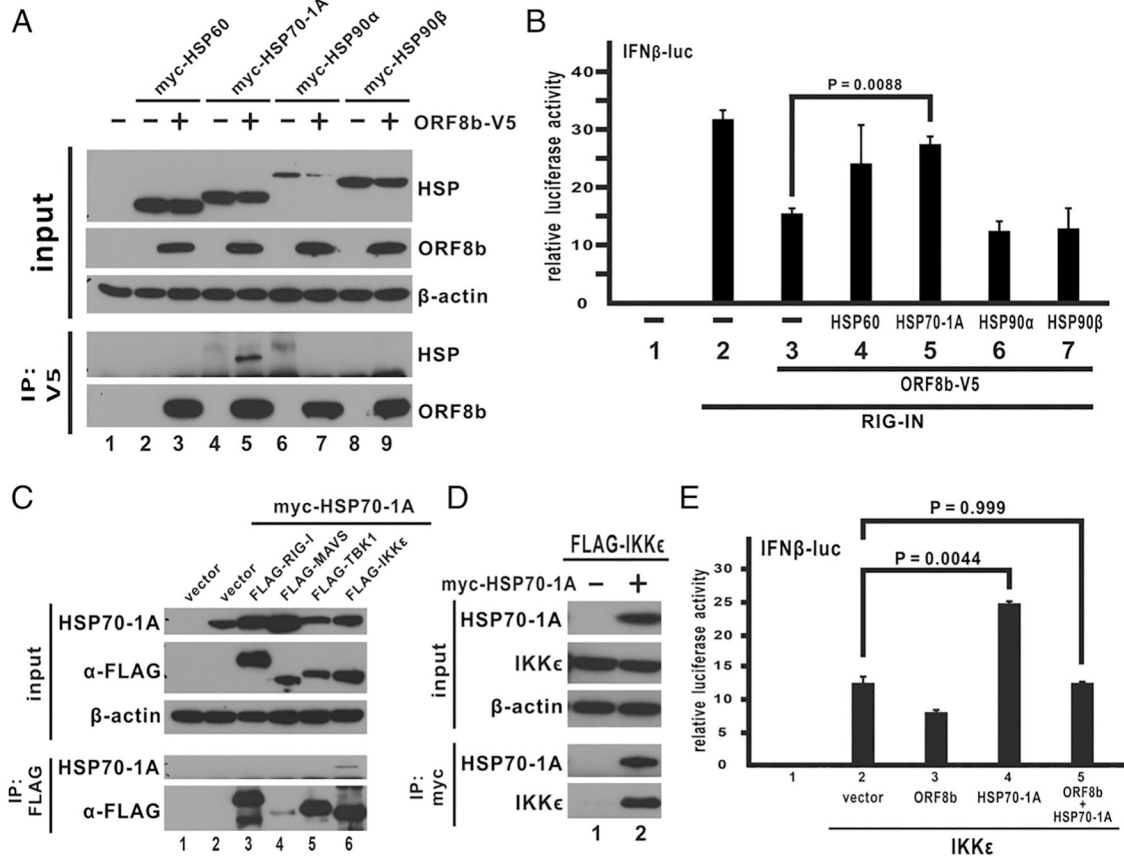 A
myc-HSP60
myc-HSP70-1A
myc-HSP90α
myc-HSP90β
− − + − + − + − + ORF8b-V5
input
HSP
ORF8b
β-actin
IP: V5
HSP
ORF8b
1 2 3 4 5 6 7 8 9
B
IFNβ-luc
P = 0.0088
relative luciferase activity
40
30
20
10
0
− − − HSP60 HSP70-1A HSP90α HSP90β
1 2 3 4 5 6 7
ORF8b-V5
RIG-IN
C
myc-HSP70-1A
vector
vector
FLAG-RIG-I
FLAG-MAVS
FLAG-TBK1
FLAG-IKKε
input
HSP70-1A
α-FLAG
β-actin
IP:
FLAG
HSP70-1A
α-FLAG
1 2 3 4 5 6
D
FLAG-IKKε
myc-HSP70-1A − +
input
HSP70-1A
IKKε
β-actin
IP:
myc
HSP70-1A
IKKε
1 2
E
IFNβ-luc
P = 0.999
P = 0.0044
relative luciferase activity
30
25
20
15
10
5
0
1 2 3 4 5
vector ORF8b HSP70-1A ORF8b
+
HSP70-1A
IKKε